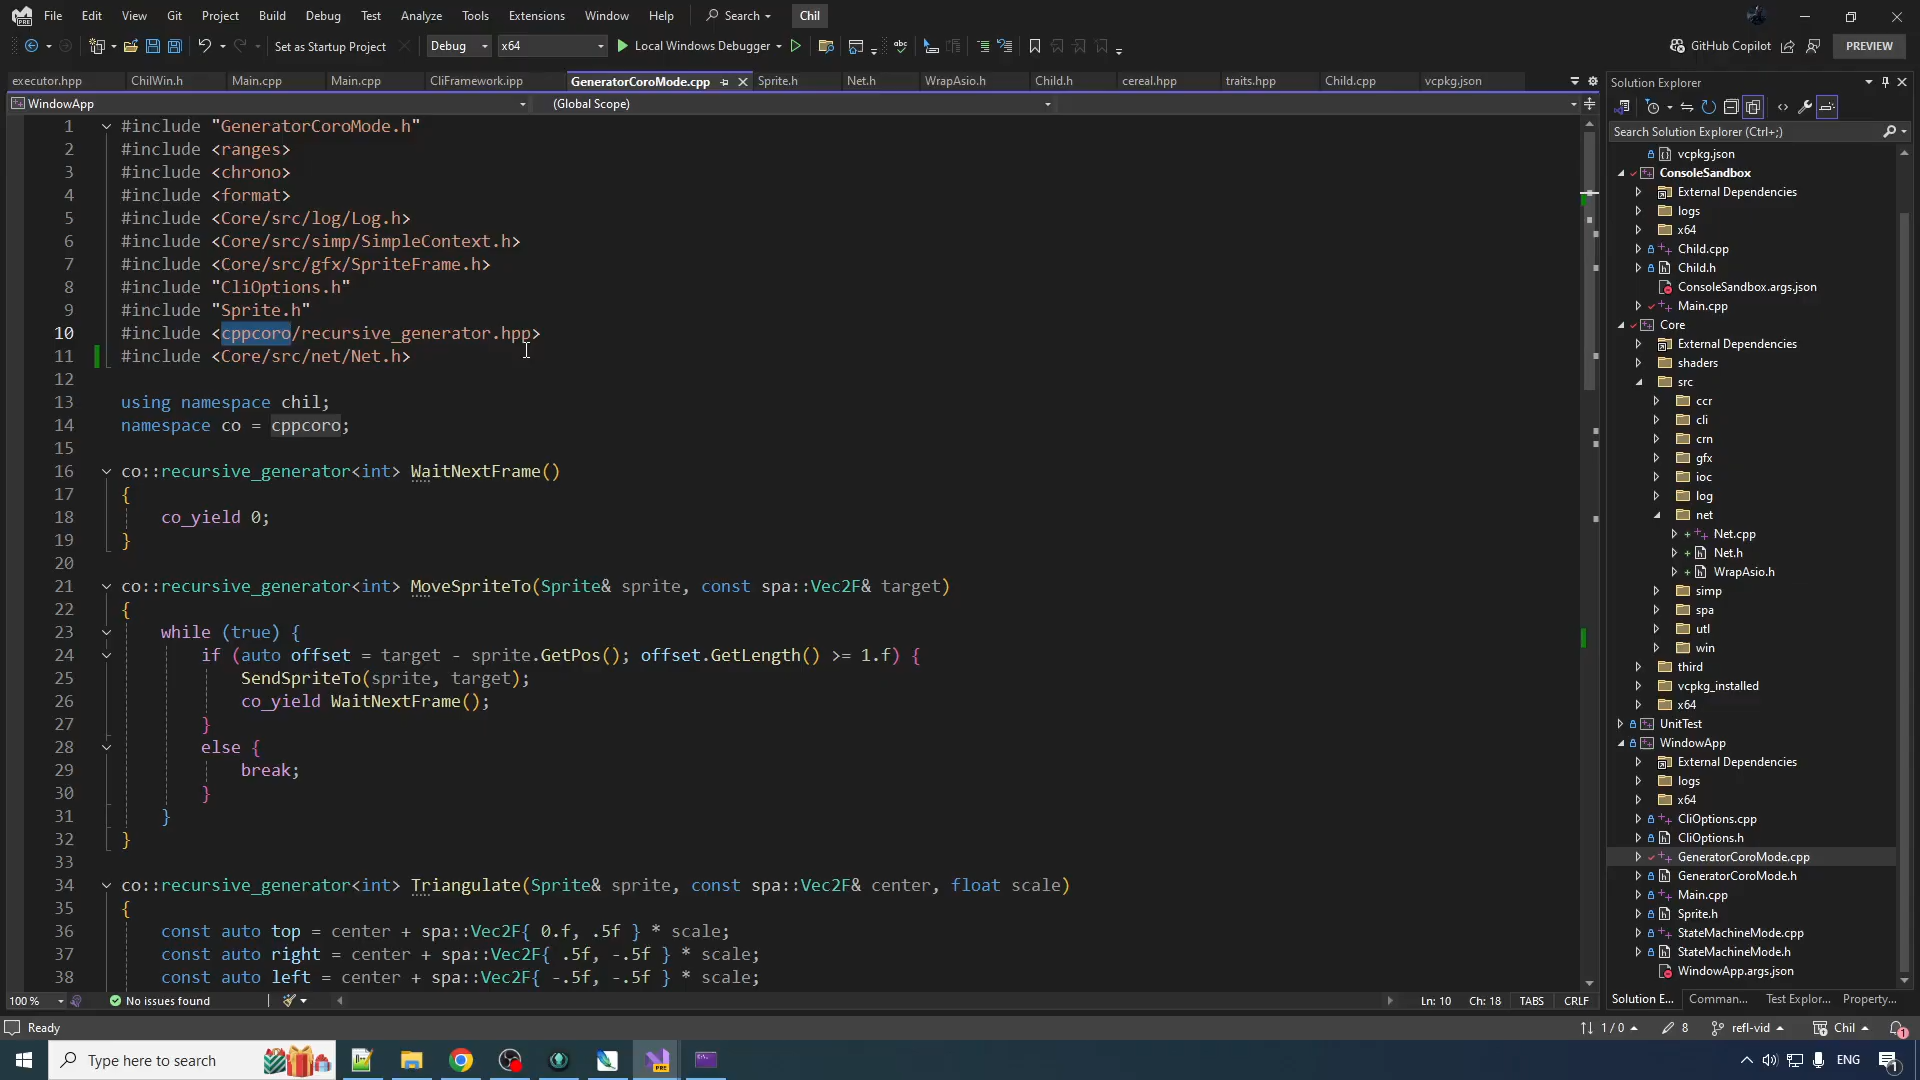 File Edit View Git Project Build Debug Test Analyze Tools Extensions Window Help Search Chil
Set as Startup Project Debug x64 Local Windows Debugger GitHub Copilot PREVIEW
executor.hpp ChilWin.h Main.cpp Main.cpp CliFramework.ipp GeneratorCoroMode.cpp Sprite.h Net.h WrapAsio.h Child.h cereal.hpp traits.hpp Child.cpp vcpkg.json
WindowApp (Global Scope)
1 #include "GeneratorCoroMode.h"
2 #include <ranges>
3 #include <chrono>
4 #include <format>
5 #include <Core/src/log/Log.h>
6 #include <Core/src/simp/SimpleContext.h>
7 #include <Core/src/gfx/SpriteFrame.h>
8 #include "CliOptions.h"
9 #include "Sprite.h"
10 #include <cppcoro/recursive_generator.hpp>
11 #include <Core/src/net/Net.h>
12
13 using namespace chil;
14 namespace co = cppcoro;
15
16 co::recursive_generator<int> WaitNextFrame()
17 {
18 co_yield 0;
19 }
20
21 co::recursive_generator<int> MoveSpriteTo(Sprite& sprite, const spa::Vec2F& target)
22 {
23 while (true) {
24 if (auto offset = target - sprite.GetPos(); offset.GetLength() >= 1.f) {
25 SendSpriteTo(sprite, target);
26 co_yield WaitNextFrame();
27 }
28 else {
29 break;
30 }
31 }
32 }
33
34 co::recursive_generator<int> Triangulate(Sprite& sprite, const spa::Vec2F& center, float scale)
35 {
36 const auto top = center + spa::Vec2F{ 0.f, .5f } * scale;
37 const auto right = center + spa::Vec2F{ .5f, -.5f } * scale;
38 const auto left = center + spa::Vec2F{ -.5f, -.5f } * scale;
100 % No issues found Ln: 10 Ch: 18 TABS CRLF
Solution Explorer
Search Solution Explorer (Ctrl+;)
vcpkg.json
ConsoleSandbox
External Dependencies
logs
x64
Child.cpp
Child.h
ConsoleSandbox.args.json
Main.cpp
Core
External Dependencies
shaders
src
ccr
cli
crn
gfx
ioc
log
net
Net.cpp
Net.h
WrapAsio.h
simp
spa
utl
win
third
vcpkg_installed
x64
UnitTest
WindowApp
External Dependencies
logs
x64
CliOptions.cpp
CliOptions.h
GeneratorCoroMode.cpp
GeneratorCoroMode.h
Main.cpp
Sprite.h
StateMachineMode.cpp
StateMachineMode.h
WindowApp.args.json
Solution E... Comman... Test Explor... Property...
Ready 1 / 0 8 refl-vid Chil 1
Type here to search PRE ENG 1